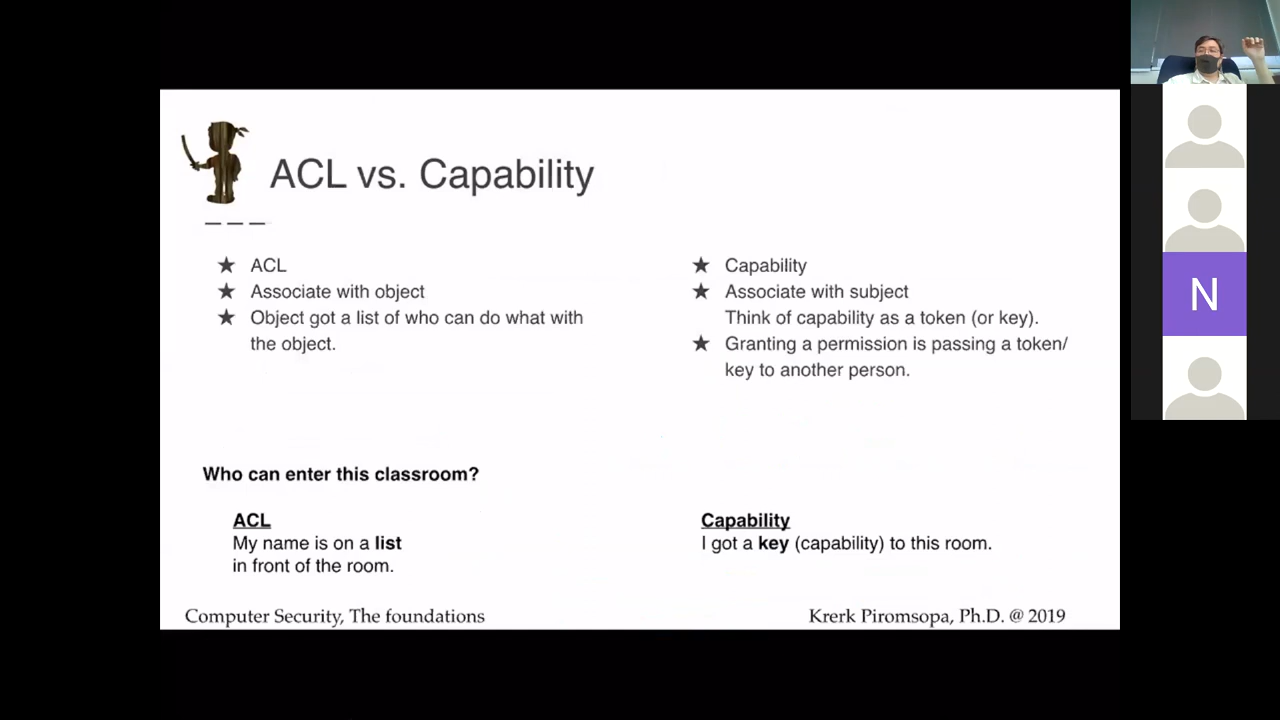 ACL vs. Capability
★ ACL
★ Associate with object
★ Object got a list of who can do what with
the object.
★ Capability
★ Associate with subject
Think of capability as a token (or key).
★ Granting a permission is passing a token/
key to another person.
Who can enter this classroom?
ACL
My name is on a list
in front of the room.
Capability
I got a key (capability) to this room.
Computer Security, The foundations
Krerk Piromsopa, Ph.D. @ 2019
N